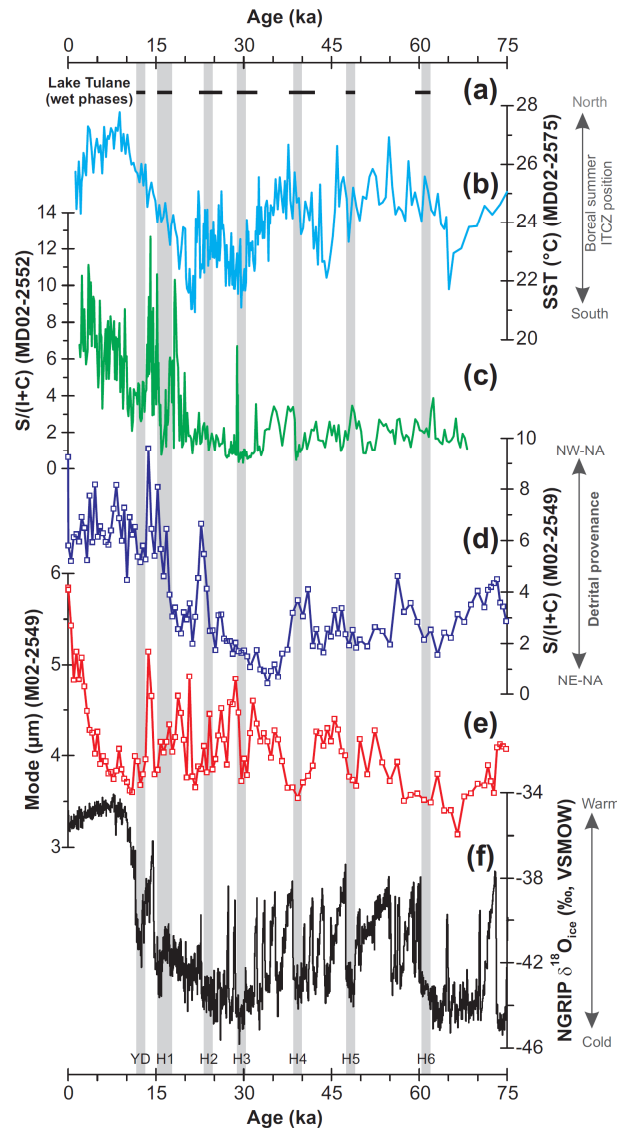 Age (ka)
0 15 30 45 60 75
Lake Tulane
(wet phases)
(a)
28
26
24
22
20
SST (°C) (MD02-2575)
North
Boreal summer
ITCZ position
South
(b)
14
12
10
8
6
4
2
0
S/(I+C) (MD02-2552)
(c)
10
8
6
4
2
0
S/(I+C) (M02-2549)
NW-NA
Detrital provenance
NE-NA
(d)
6
5
4
3
Mode (µm) (M02-2549)
(e)
-34
-38
-42
-46
NGRIP δ¹⁸Oice (‰, VSMOW)
Warm
Cold
(f)
YD H1 H2 H3 H4 H5 H6
0 15 30 45 60 75
Age (ka)